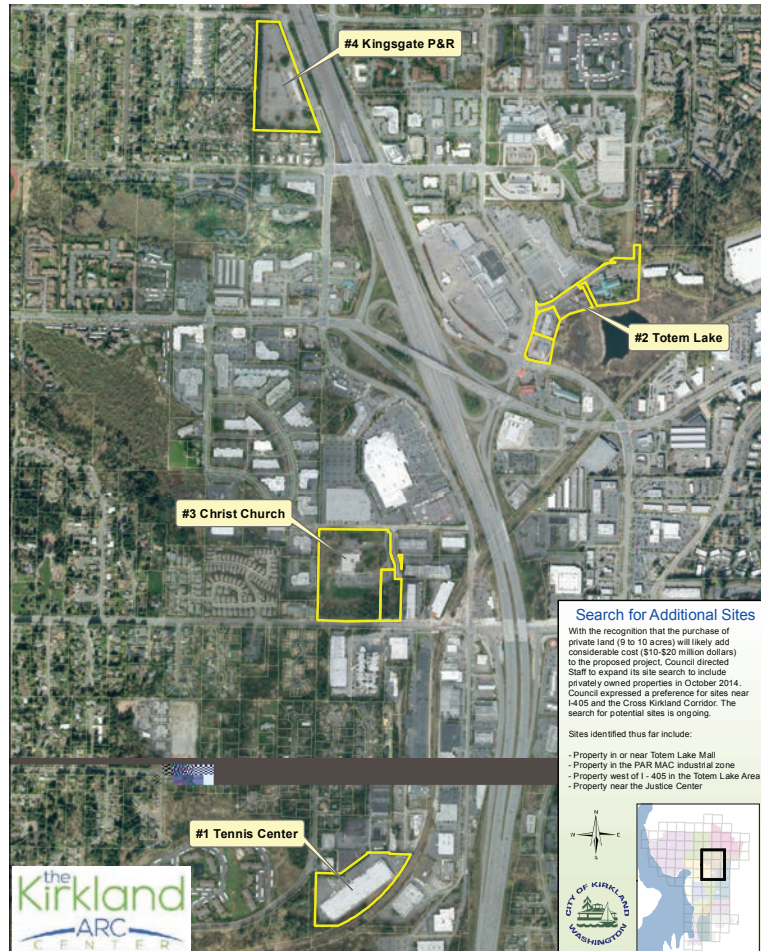 #4 Kingsgate P&R
#2 Totem Lake
#3 Christ Church
Search for Additional Sites
With the recognition that the purchase of
private land (9 to 10 acres) will likely add
considerable cost ($10-$20 million dollars)
to the proposed project, Council directed
Staff to expand its site search to include
privately owned properties in October 2014.
Council expressed a preference for sites near
I-405 and the Cross Kirkland Corridor. The
search for potential sites is ongoing.
Sites identified thus far include:
- Property in or near Totem Lake Mall
- Property in the PAR MAC industrial zone
- Property west of I - 405 in the Totem Lake Area
- Property near the Justice Center
N
W E
S
#1 Tennis Center
the
Kirkland
ARC
CENTER
CITY OF KIRKLAND
WASHINGTON